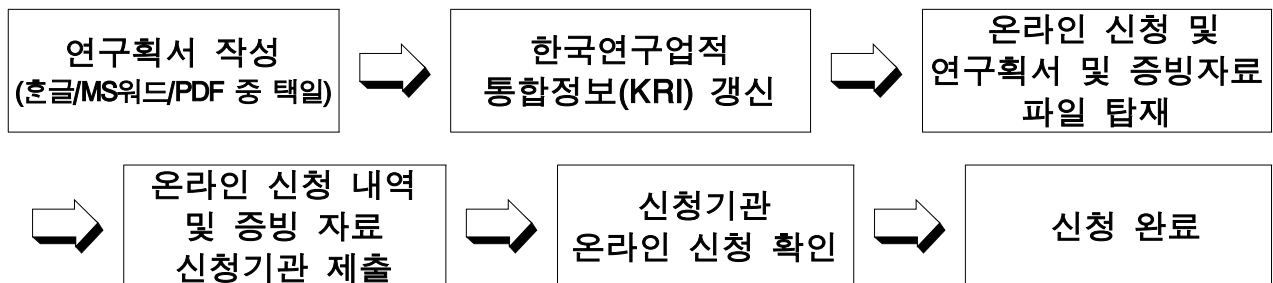 연구획서 작성
(훈글/MS워드/PDF 중 택일)
한국연구업적
통합정보(KRI) 갱신
온라인 신청 및
연구획서 및 증빙자료
파일 탑재
온라인 신청 내역
및 증빙 자료
신청기관 제출
신청기관
온라인 신청 확인
신청 완료